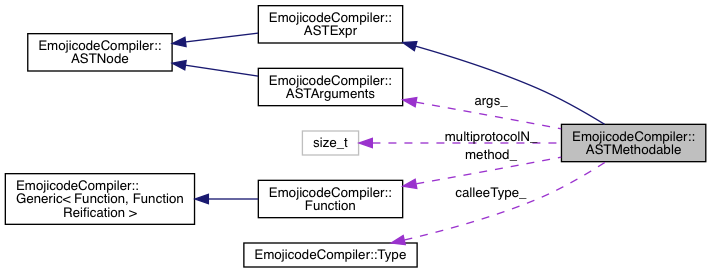 EmojicodeCompiler::
ASTExpr
EmojicodeCompiler::
ASTNode
EmojicodeCompiler::
ASTArguments
args_
EmojicodeCompiler::
ASTMethodable
size_t
multiprotocolN_
method_
EmojicodeCompiler::
Generic< Function, Function
Reification >
EmojicodeCompiler::
Function
calleeType_
EmojicodeCompiler::Type